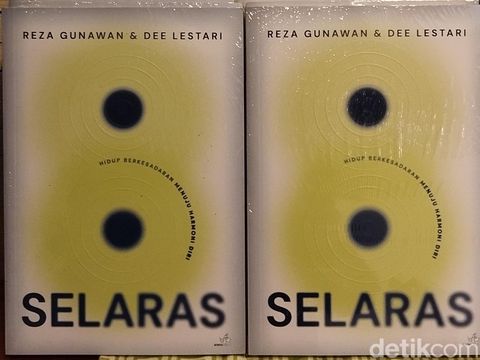 REZA GUNAWAN & DEE LESTARI
HIDUP BERKESADARAN MENUJU HARMONI DIRI
SELARAS
REZA GUNAWAN & DEE LESTARI
HIDUP BERKESADARAN MENUJU HARMONI DIRI
SELARAS
detikcom